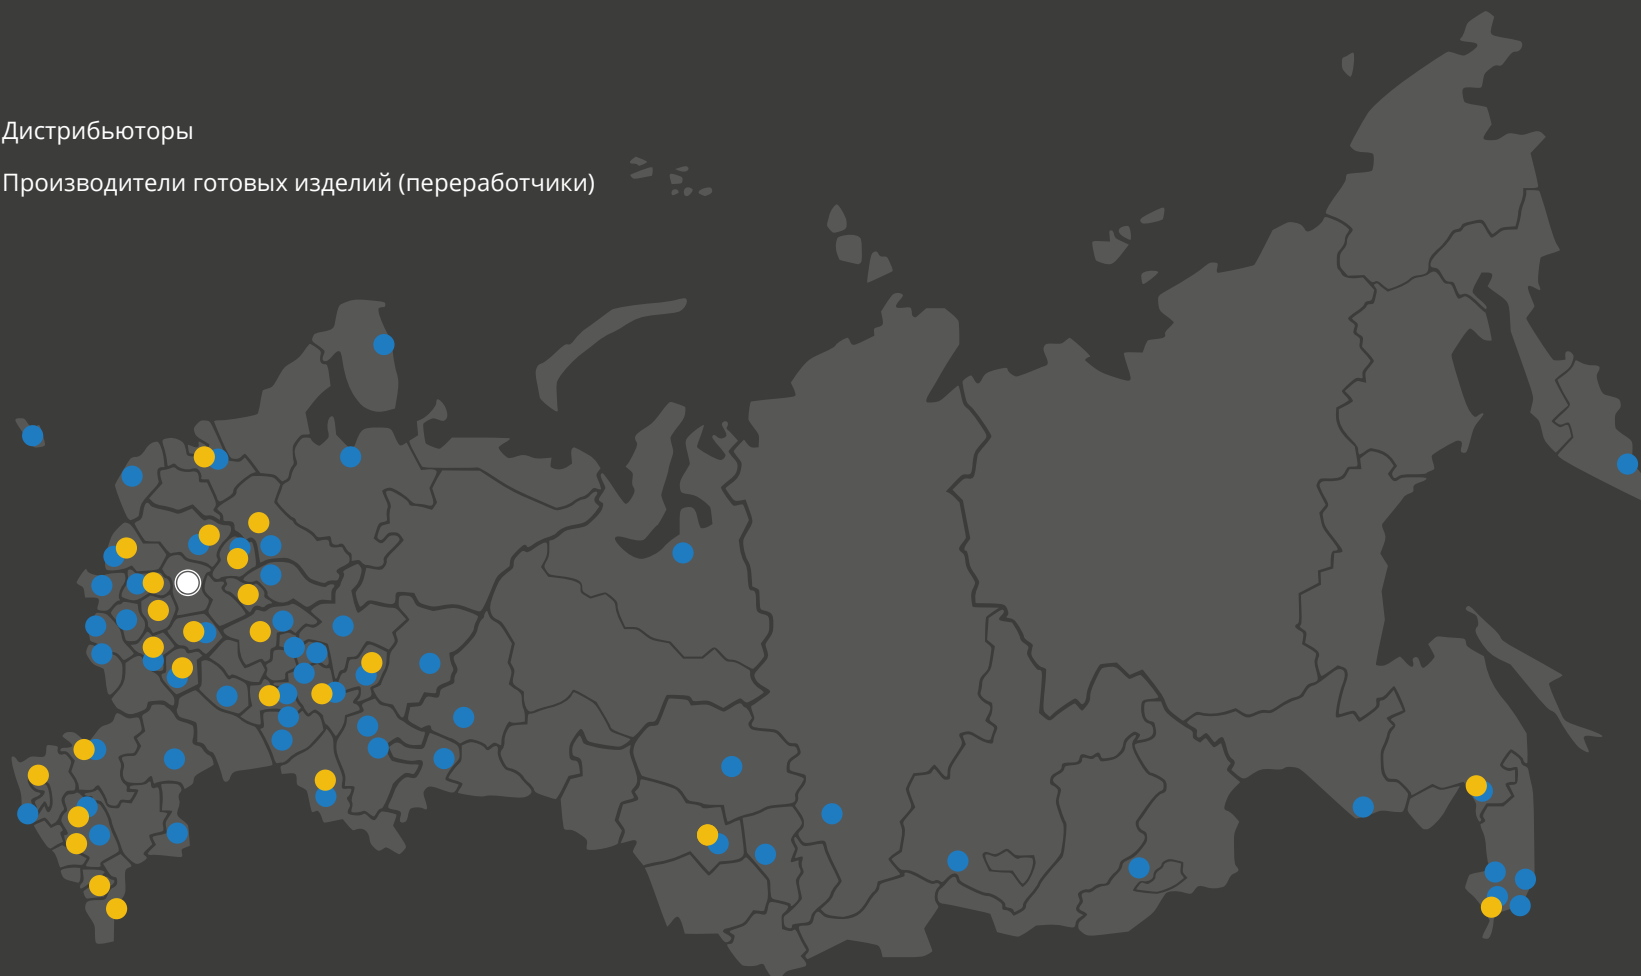 Дистрибьюторы
Производители готовых изделий (переработчики)